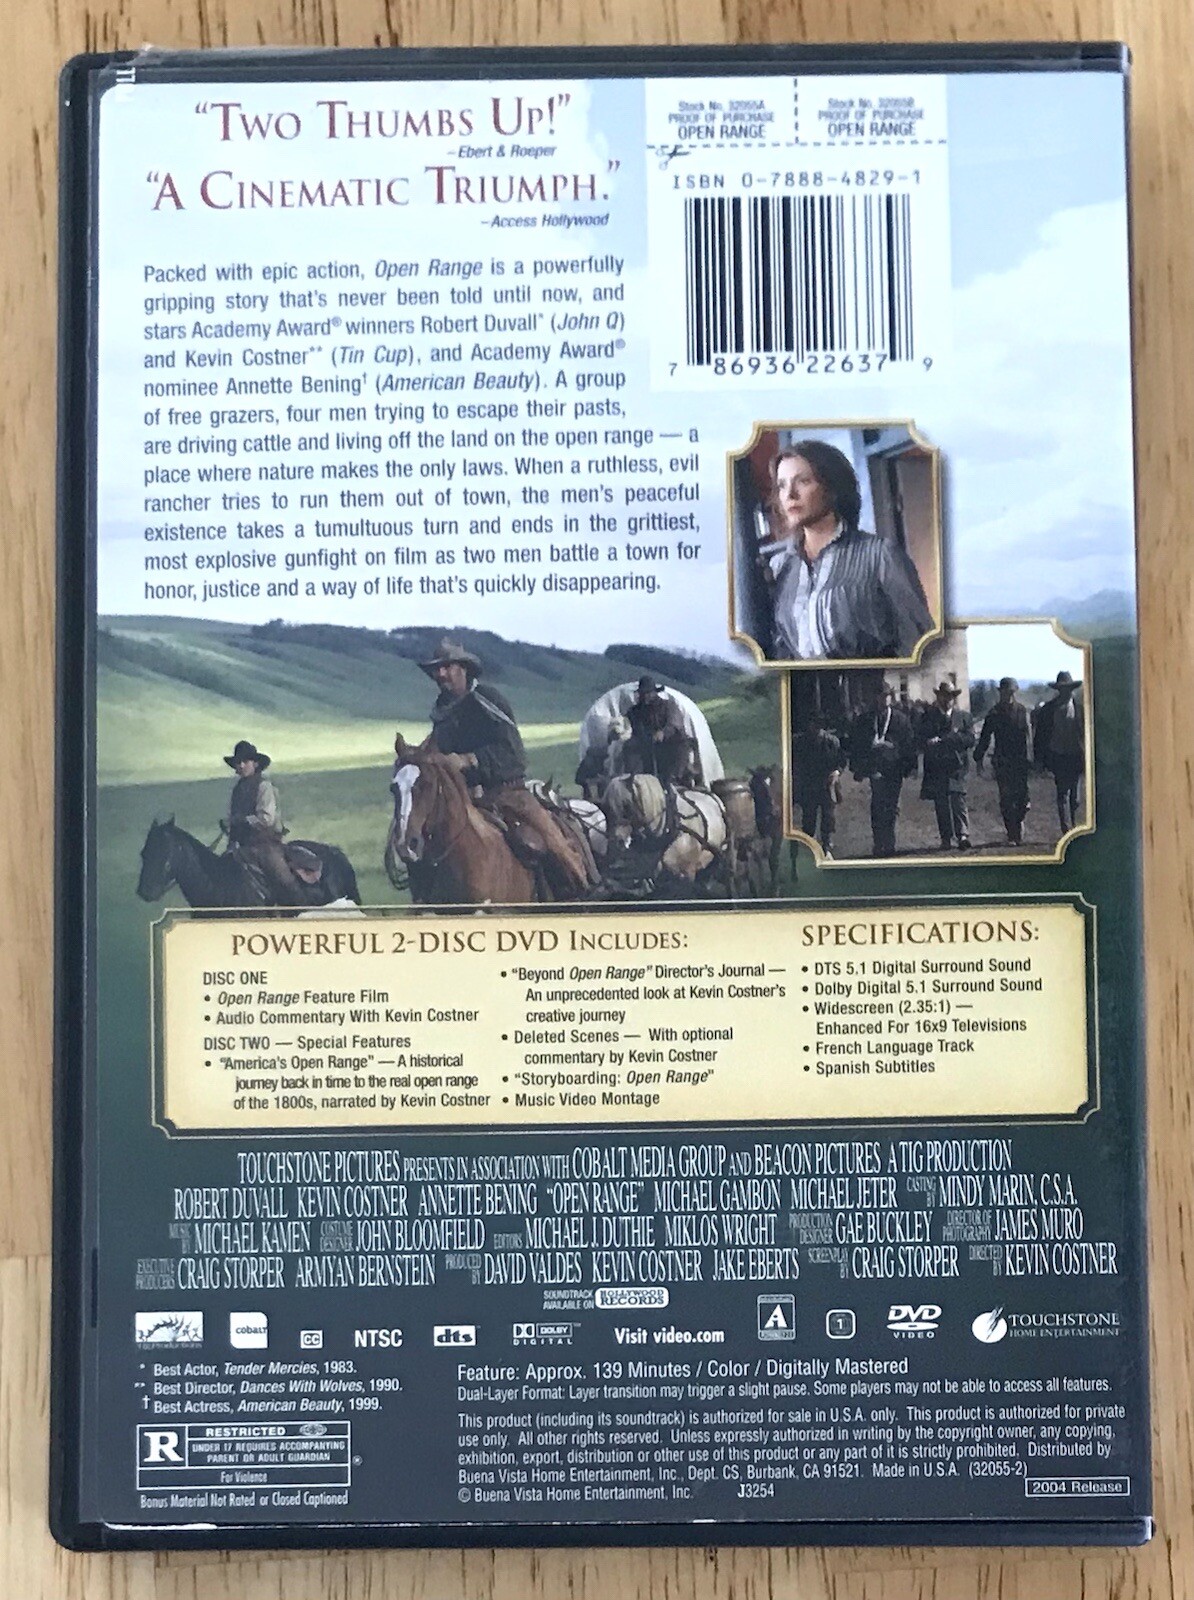 "TWO THUMBS UP!"
–Ebert & Roeper
"A CINEMATIC TRIUMPH."
–Access Hollywood
Stock No. 32055A
PROOF OF PURCHASE
OPEN RANGE
Stock No. 32055B
PROOF OF PURCHASE
OPEN RANGE
ISBN 0-7888-4829-1
7 86936 22637 9
Packed with epic action, Open Range is a powerfully
gripping story that's never been told until now, and
stars Academy Award® winners Robert Duvall* (John Q)
and Kevin Costner** (Tin Cup), and Academy Award®
nominee Annette Bening† (American Beauty). A group
of free grazers, four men trying to escape their pasts,
are driving cattle and living off the land on the open range — a
place where nature makes the only laws. When a ruthless, evil
rancher tries to run them out of town, the men's peaceful
existence takes a tumultuous turn and ends in the grittiest,
most explosive gunfight on film as two men battle a town for
honor, justice and a way of life that's quickly disappearing.
POWERFUL 2-DISC DVD INCLUDES:
DISC ONE
• Open Range Feature Film
• Audio Commentary With Kevin Costner
DISC TWO — Special Features
• "America's Open Range" — A historical
journey back in time to the real open range
of the 1800s, narrated by Kevin Costner
• "Beyond Open Range" Director's Journal —
An unprecedented look at Kevin Costner's
creative journey
• Deleted Scenes — With optional
commentary by Kevin Costner
• "Storyboarding: Open Range"
• Music Video Montage
SPECIFICATIONS:
• DTS 5.1 Digital Surround Sound
• Dolby Digital 5.1 Surround Sound
• Widescreen (2.35:1) —
Enhanced For 16x9 Televisions
• French Language Track
• Spanish Subtitles
TOUCHSTONE PICTURES PRESENTS IN ASSOCIATION WITH COBALT MEDIA GROUP AND BEACON PICTURES A TIG PRODUCTION
ROBERT DUVALL KEVIN COSTNER ANNETTE BENING "OPEN RANGE" MICHAEL GAMBON MICHAEL JETER CASTING BY MINDY MARIN, C.S.A.
MUSIC BY MICHAEL KAMEN COSTUME DESIGNER JOHN BLOOMFIELD EDITORS MICHAEL J. DUTHIE MIKLOS WRIGHT PRODUCTION DESIGNER GAE BUCKLEY DIRECTOR OF PHOTOGRAPHY JAMES MURO
EXECUTIVE PRODUCERS CRAIG STORPER ARMYAN BERNSTEIN PRODUCED BY DAVID VALDES KEVIN COSTNER JAKE EBERTS SCREENPLAY BY CRAIG STORPER DIRECTED BY KEVIN COSTNER
SOUNDTRACK AVAILABLE ON HOLLYWOOD RECORDS
cobalt CC NTSC dts DOLBY DIGITAL Visit video.com A 1 DVD VIDEO TOUCHSTONE HOME ENTERTAINMENT
* Best Actor, Tender Mercies, 1983.
** Best Director, Dances With Wolves, 1990.
† Best Actress, American Beauty, 1999.
R RESTRICTED
UNDER 17 REQUIRES ACCOMPANYING
PARENT OR ADULT GUARDIAN ®
For Violence
Bonus Material Not Rated or Closed Captioned
Feature: Approx. 139 Minutes / Color / Digitally Mastered
Dual-Layer Format: Layer transition may trigger a slight pause. Some players may not be able to access all features.
This product (including its soundtrack) is authorized for sale in U.S.A. only. This product is authorized for private
use only. All other rights reserved. Unless expressly authorized in writing by the copyright owner, any copying,
exhibition, export, distribution or other use of this product or any part of it is strictly prohibited. Distributed by
Buena Vista Home Entertainment, Inc., Dept. CS, Burbank, CA 91521. Made in U.S.A. (32055-2)
© Buena Vista Home Entertainment, Inc. J3254
2004 Release